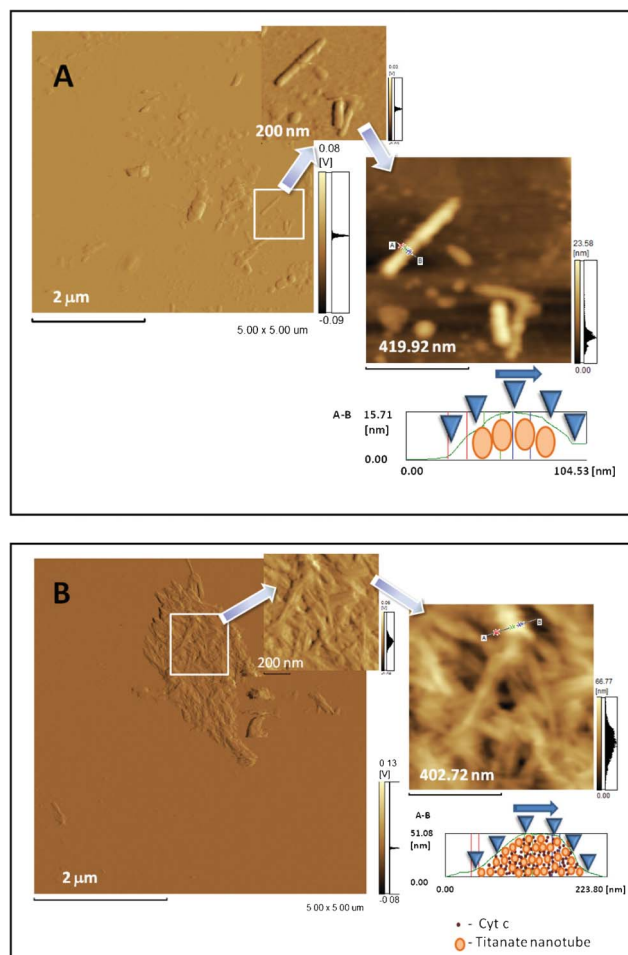 A
200 nm
0.03
[V]
0.08
[V]
-0.09
2 μm
5.00 x 5.00 um
A
B
23.58
[nm]
0.00
419.92 nm
A-B
15.71
[nm]
0.00
0.00
104.53 [nm]
B
200 nm
A
B
66.77
[nm]
0.00
402.72 nm
0.13
[V]
-0.08
2 μm
5.00 x 5.00 um
A-B
51.08
[nm]
0.00
0.00
223.80 [nm]
- Cyt c
- Titanate nanotube